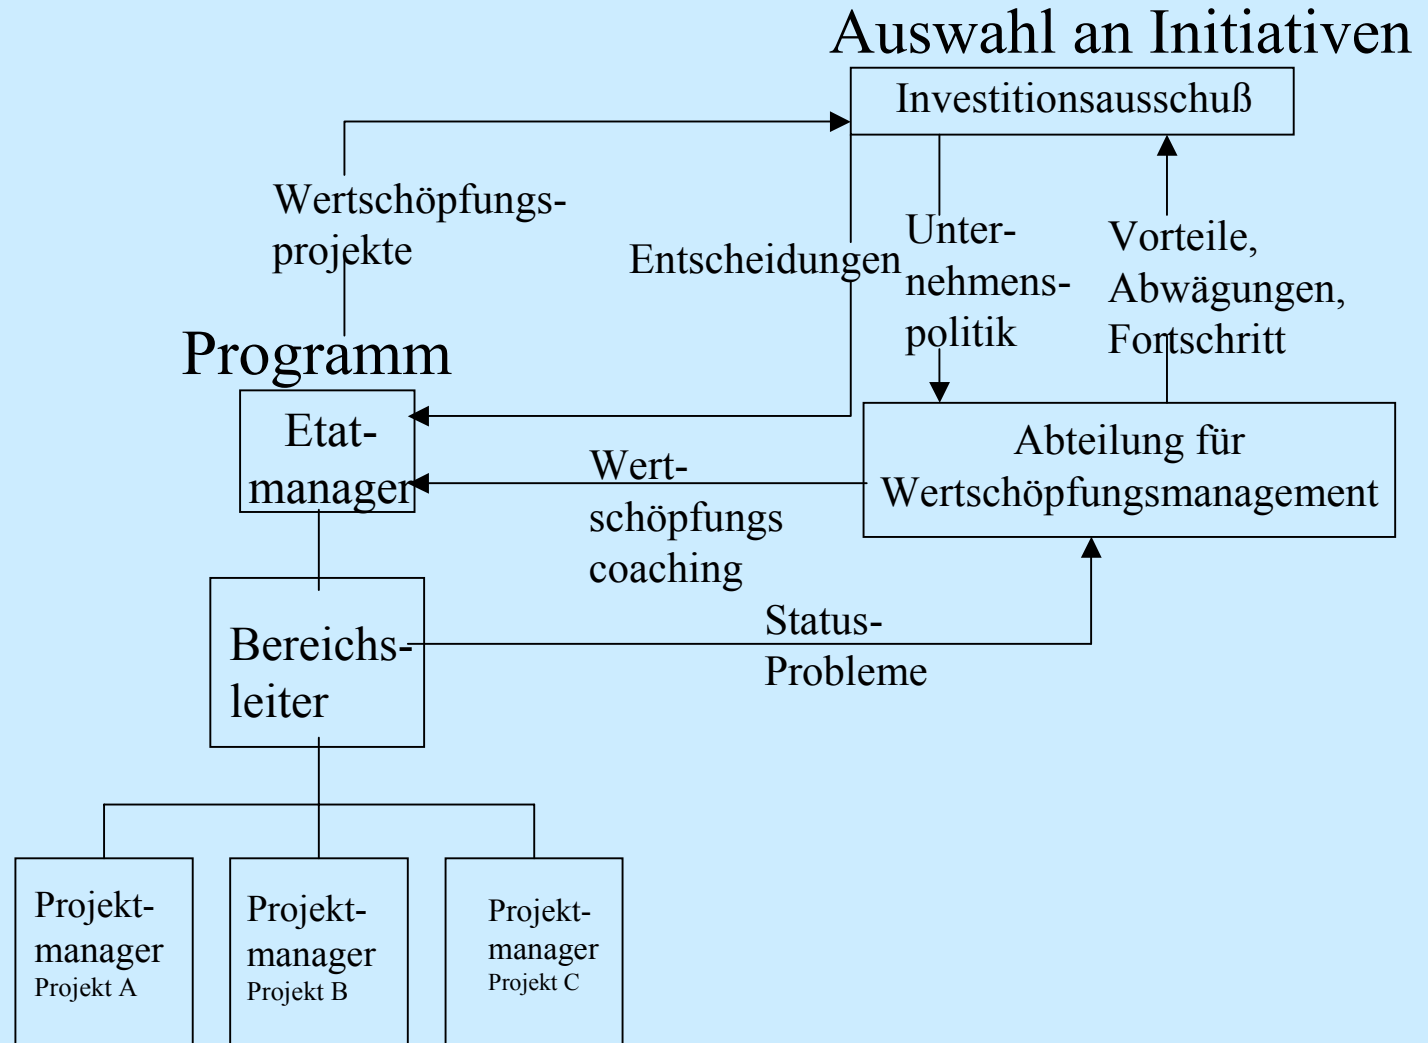 Auswahl an Initiativen
Investitionsausschuß
Wertschöpfungs-
projekte
Entscheidungen
Unter-
nehmens-
politik
Vorteile,
Abwägungen,
Fortschritt
Programm
Etat-
manager
Wert-
schöpfungs
coaching
Abteilung für
Wertschöpfungsmanagement
Bereichs-
leiter
Status-
Probleme
Projekt-
manager
Projekt A
Projekt-
manager
Projekt B
Projekt-
manager
Projekt C